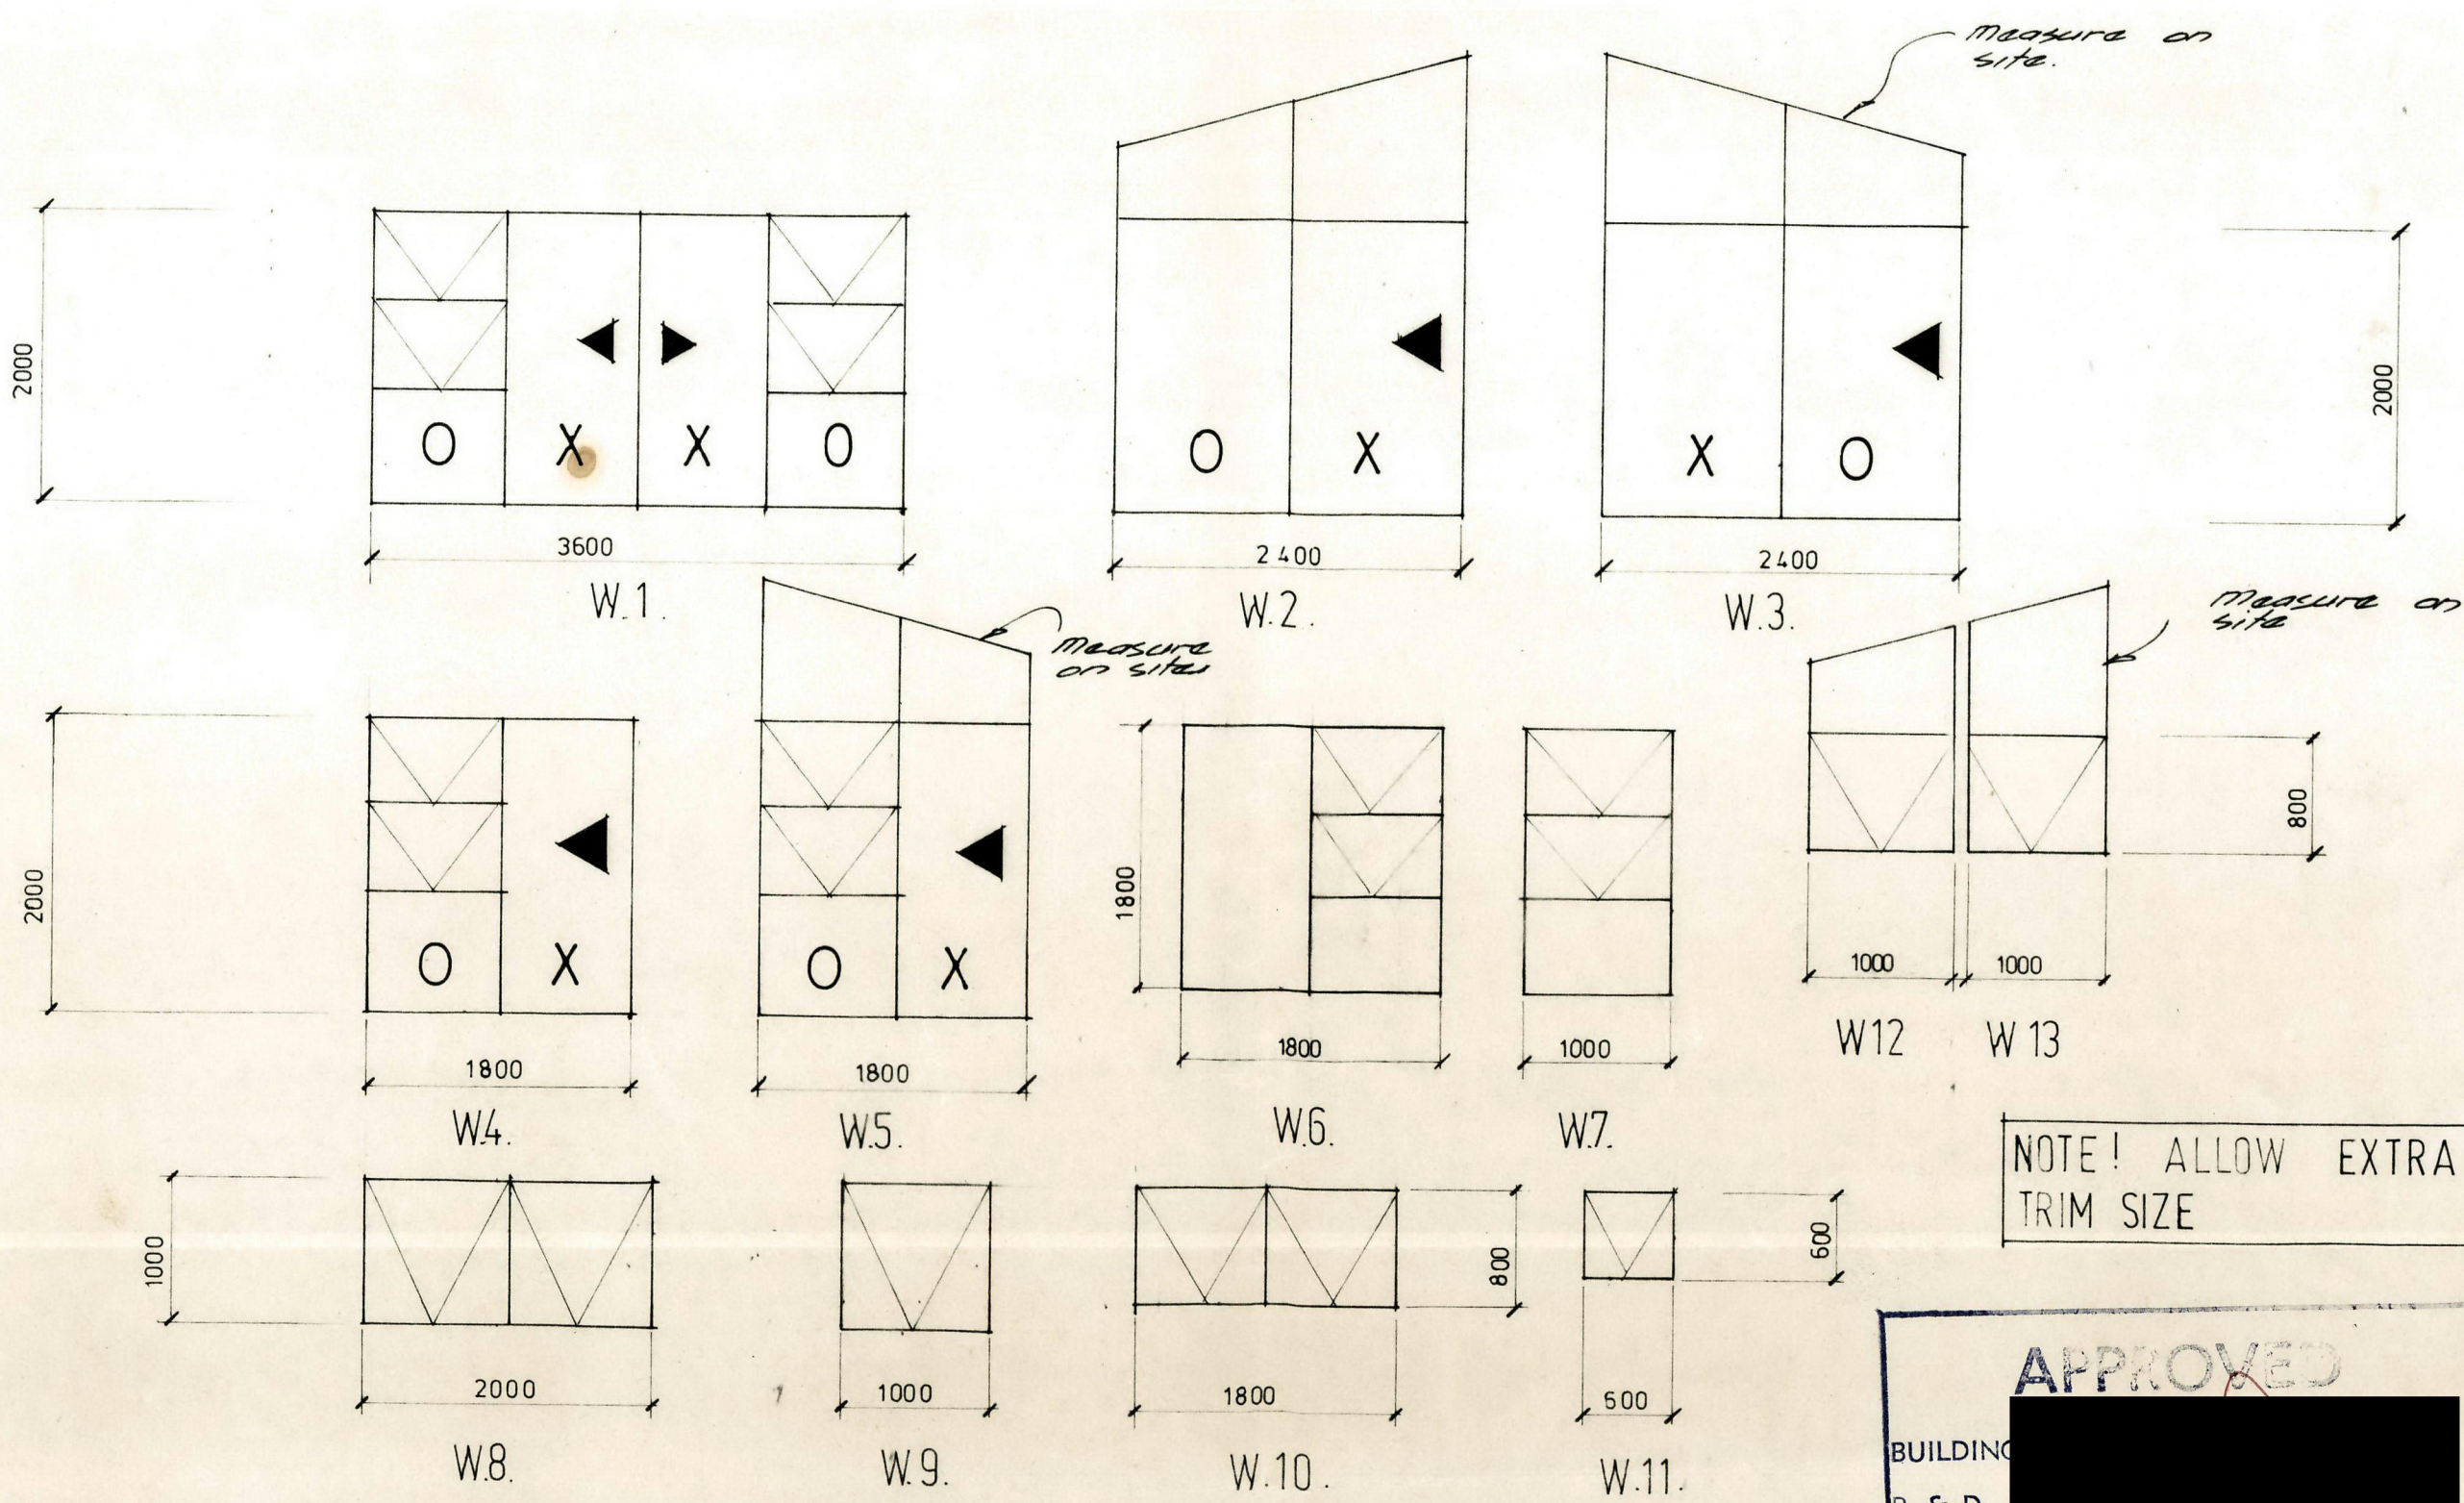 measure on
site.
2000
O X X O
O X
X O
2000
3600
2400
2400
W.1.
W.2.
W.3.
measure on
site
measure
on site
2000
O X
O X
1800
800
1000
1000
W12
W 13
1800
1800
1800
1000
W.4.
W.5.
W.6.
W.7.
NOTE! ALLOW EXTRA
TRIM SIZE
1000
800
600
2000
1000
1800
600
W.8.
W.9.
W.10.
W.11.
APPROVED
BUILDING